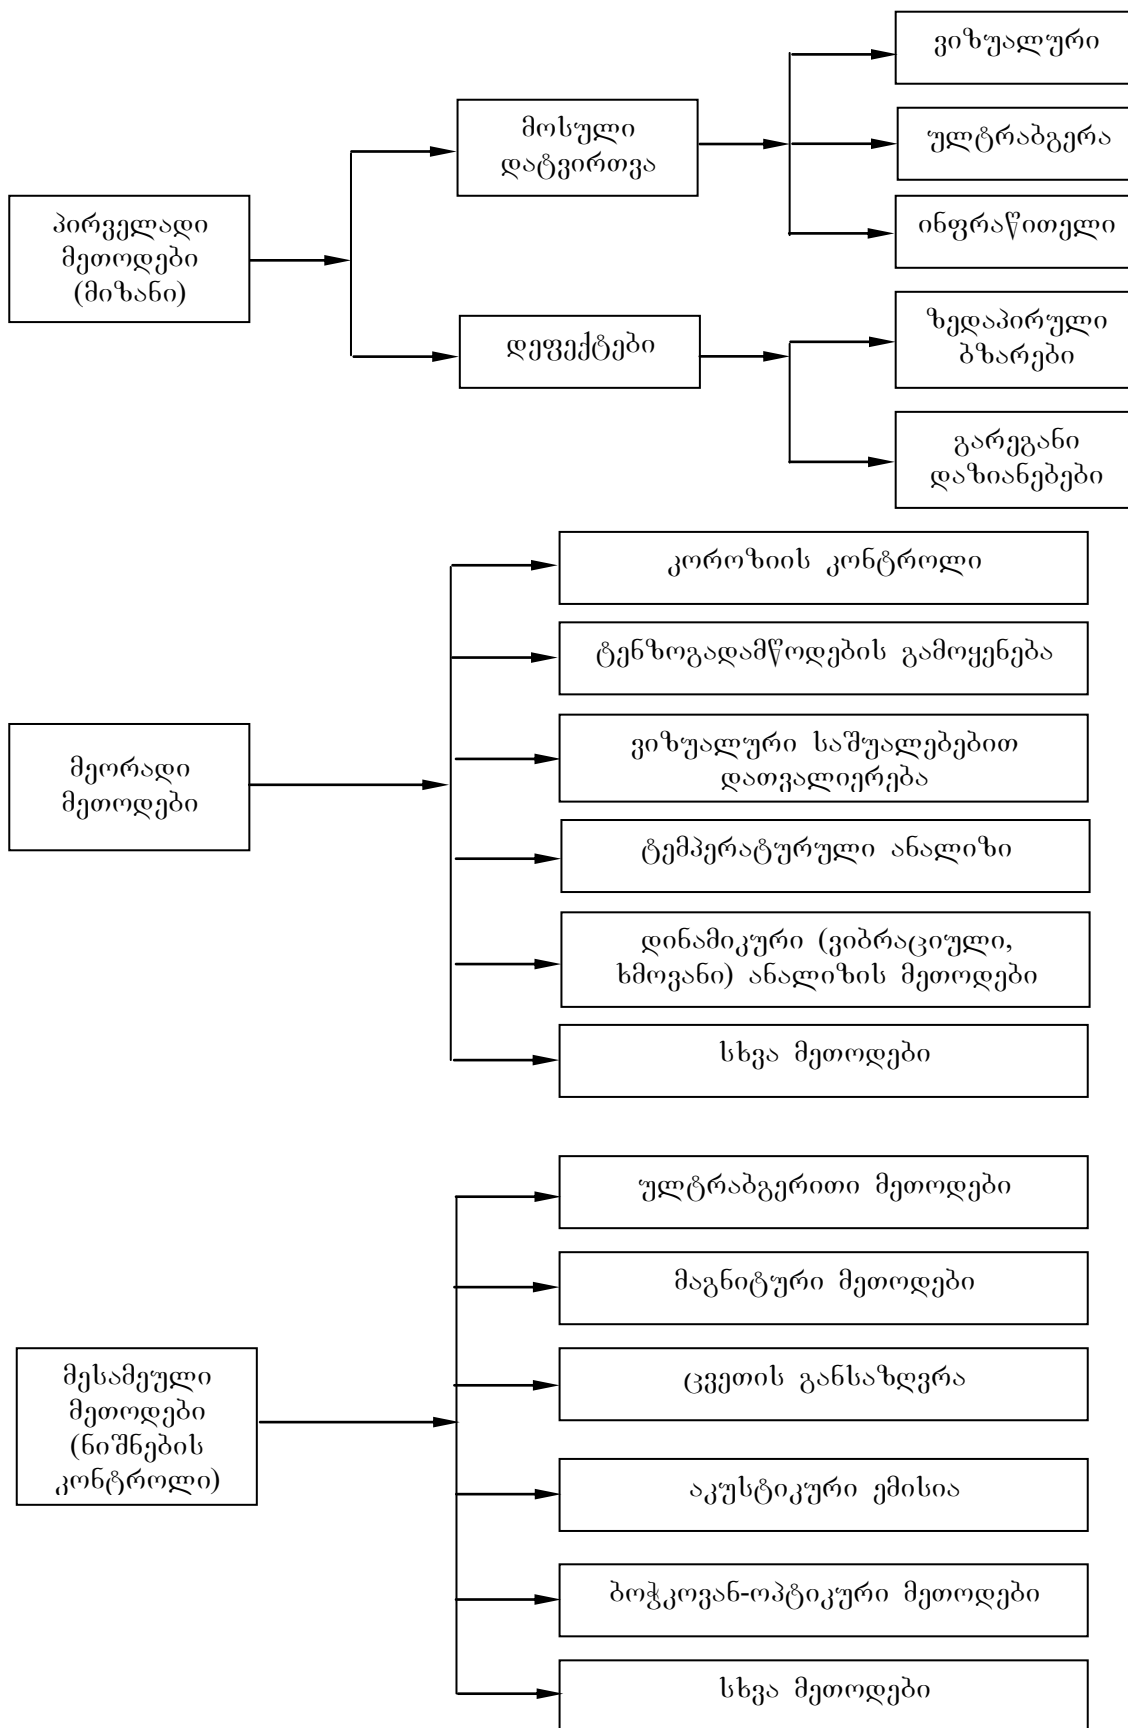 პირველადი
მეთოდები
(მიზანი)
მოსული
დატვირთვა
დეფექტები
ვიზუალური
ულტრაბგერა
ინფრაწითელი
ზედაპირული
ბზარები
გარეგანი
დაზიანებები
მეორადი
მეთოდები
კოროზიის კონტროლი
ტენზოგადამწოდების გამოყენება
ვიზუალური საშუალებებით
დათვალიერება
ტემპერატურული ანალიზი
დინამიკური (ვიბრაციული,
ხმოვანი) ანალიზის მეთოდები
სხვა მეთოდები
მესამეული
მეთოდები
(ნიშნების
კონტროლი)
ულტრაბგერითი მეთოდები
მაგნიტური მეთოდები
ცვეთის განსაზღვრა
აკუსტიკური ემისია
ბოჭკოვან-ოპტიკური მეთოდები
სხვა მეთოდები